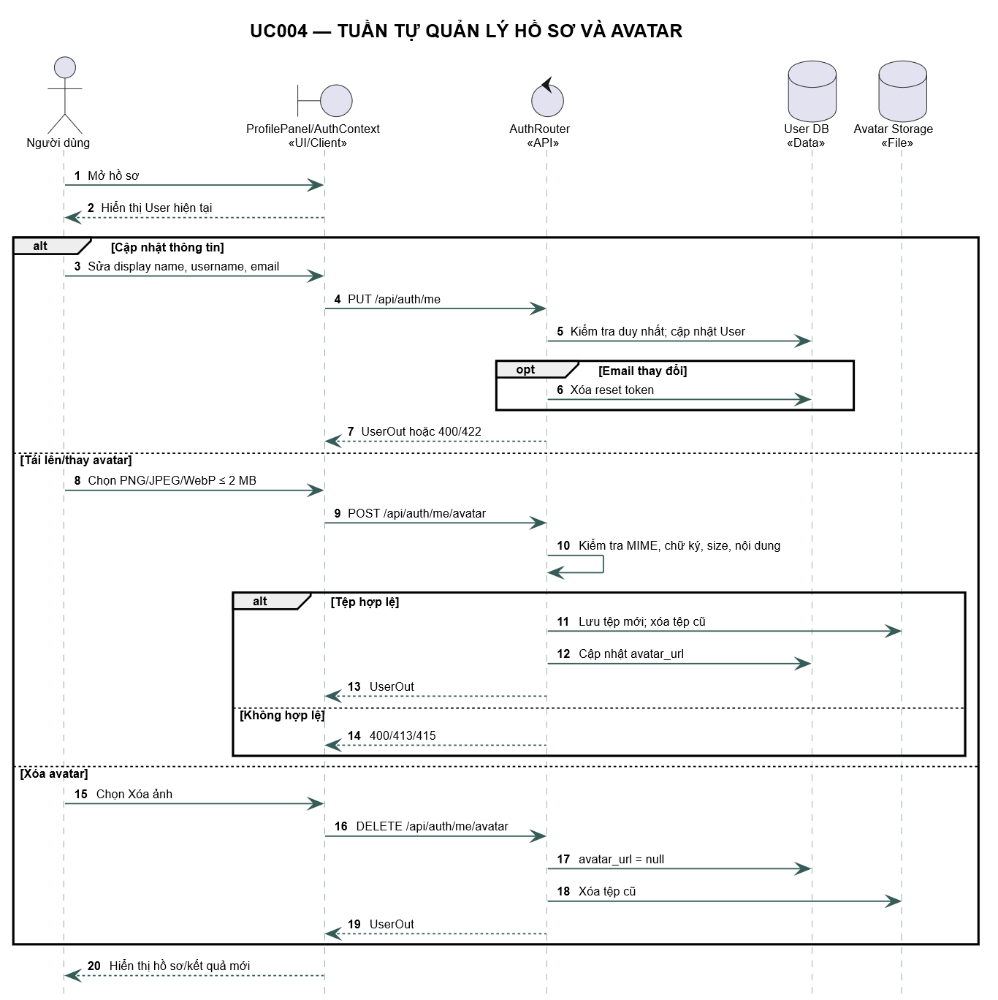 UC004 — TUẦN TỰ QUẢN LÝ HỒ SƠ VÀ AVATAR
Người dùng
ProfilePanel/AuthContext
«UI/Client»
AuthRouter
«API»
User DB
«Data»
Avatar Storage
«File»
1 Mở hồ sơ
2 Hiển thị User hiện tại
alt [Cập nhật thông tin]
3 Sửa display name, username, email
4 PUT /api/auth/me
5 Kiểm tra duy nhất; cập nhật User
opt [Email thay đổi]
6 Xóa reset token
7 UserOut hoặc 400/422
[Tải lên/thay avatar]
8 Chọn PNG/JPEG/WebP ≤ 2 MB
9 POST /api/auth/me/avatar
10 Kiểm tra MIME, chữ ký, size, nội dung
alt [Tệp hợp lệ]
11 Lưu tệp mới; xóa tệp cũ
12 Cập nhật avatar_url
13 UserOut
[Không hợp lệ]
14 400/413/415
[Xóa avatar]
15 Chọn Xóa ảnh
16 DELETE /api/auth/me/avatar
17 avatar_url = null
18 Xóa tệp cũ
19 UserOut
20 Hiển thị hồ sơ/kết quả mới